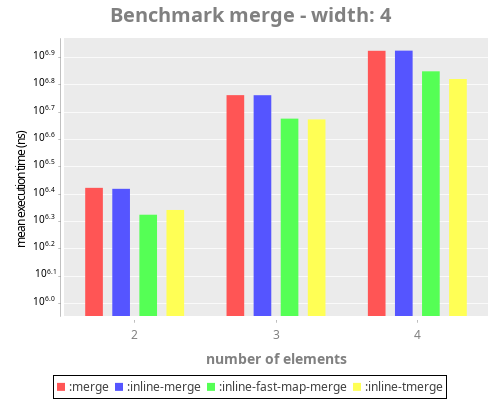 Benchmark merge - width: 4
mean execution time (ns)
10^6.9
10^6.8
10^6.7
10^6.6
10^6.5
10^6.4
10^6.3
10^6.2
10^6.1
10^6.0
2 3 4
number of elements
:merge :inline-merge :inline-fast-map-merge :inline-tmerge